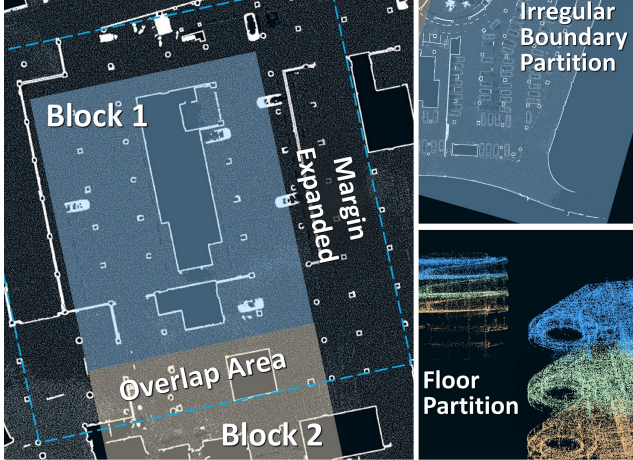 Block 1
Expanded
Margin
Overlap Area
Block 2
Irregular
Boundary
Partition
Floor
Partition